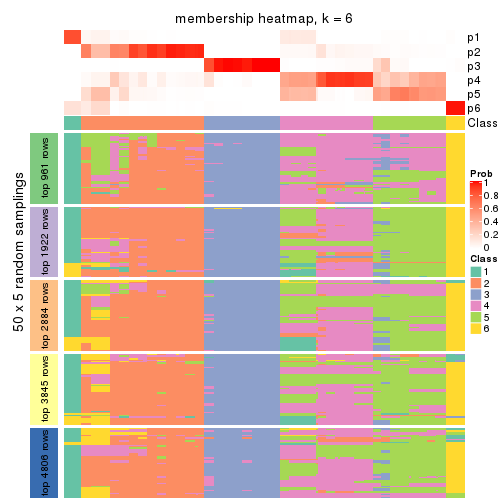 membership heatmap, k = 6
p1
p2
p3
p4
p5
p6
Class
50 x 5 random samplings
top 961 rows
top 1922 rows
top 2884 rows
top 3845 rows
top 4806 rows
Prob
1
0.8
0.6
0.4
0.2
0
Class
1
2
3
4
5
6